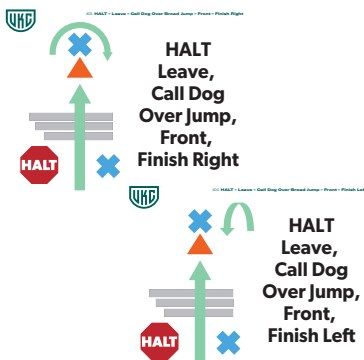 UKC
HALT - Leave - Call Dog Over Broad Jump - Front - Finish Right
HALT
Leave,
Call Dog
Over Jump,
Front,
Finish Right
HALT
UKC
HALT - Leave - Call Dog Over Broad Jump - Front - Finish Left
HALT
Leave,
Call Dog
Over Jump,
Front,
Finish Left
HALT